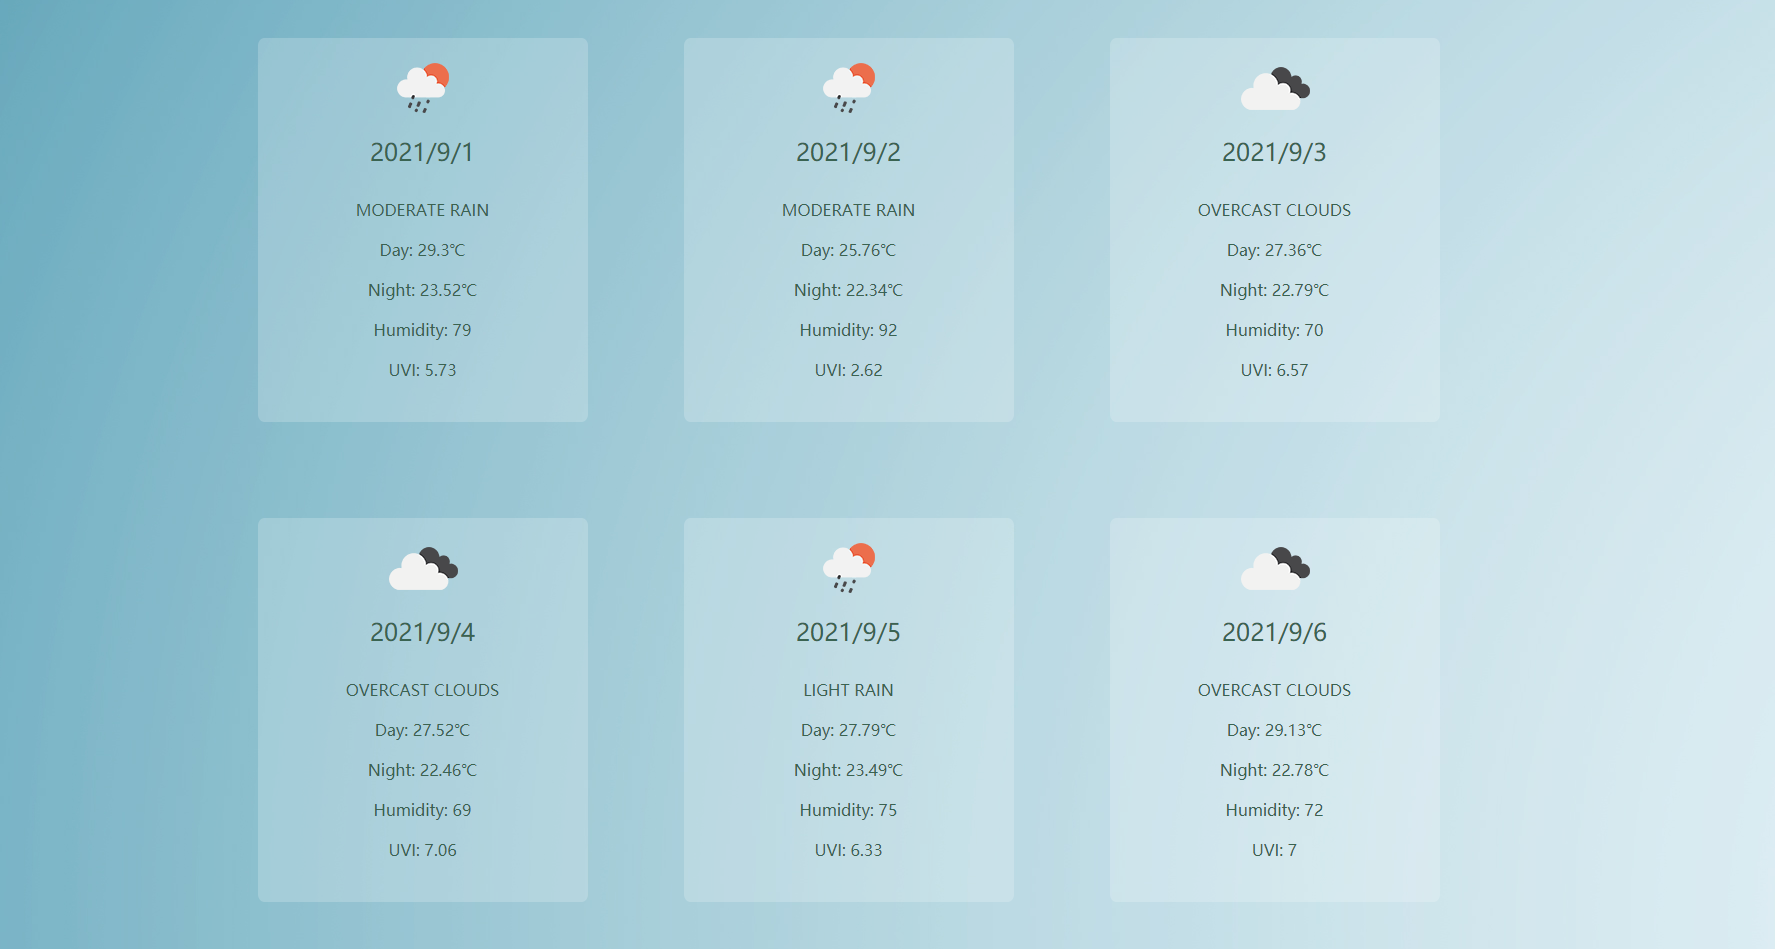 2021/9/1
MODERATE RAIN
Day: 29.3℃
Night: 23.52℃
Humidity: 79
UVI: 5.73
2021/9/2
MODERATE RAIN
Day: 25.76℃
Night: 22.34℃
Humidity: 92
UVI: 2.62
2021/9/3
OVERCAST CLOUDS
Day: 27.36℃
Night: 22.79℃
Humidity: 70
UVI: 6.57
2021/9/4
OVERCAST CLOUDS
Day: 27.52℃
Night: 22.46℃
Humidity: 69
UVI: 7.06
2021/9/5
LIGHT RAIN
Day: 27.79℃
Night: 23.49℃
Humidity: 75
UVI: 6.33
2021/9/6
OVERCAST CLOUDS
Day: 29.13℃
Night: 22.78℃
Humidity: 72
UVI: 7